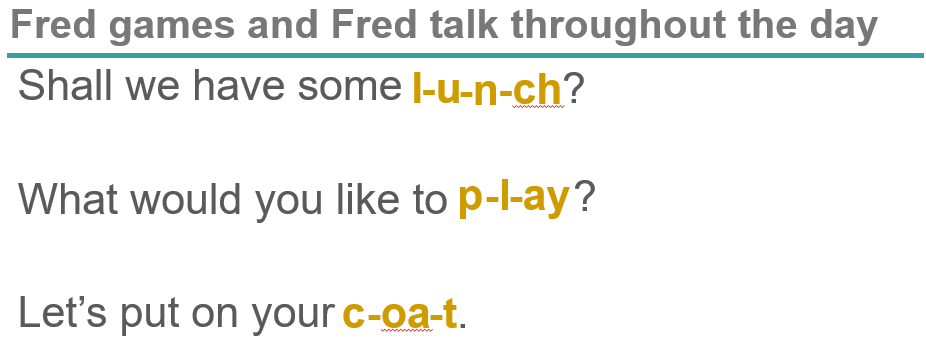 Fred games and Fred talk throughout the day
Shall we have some l-u-n-ch?
What would you like to p-l-ay?
Let’s put on your c-oa-t.